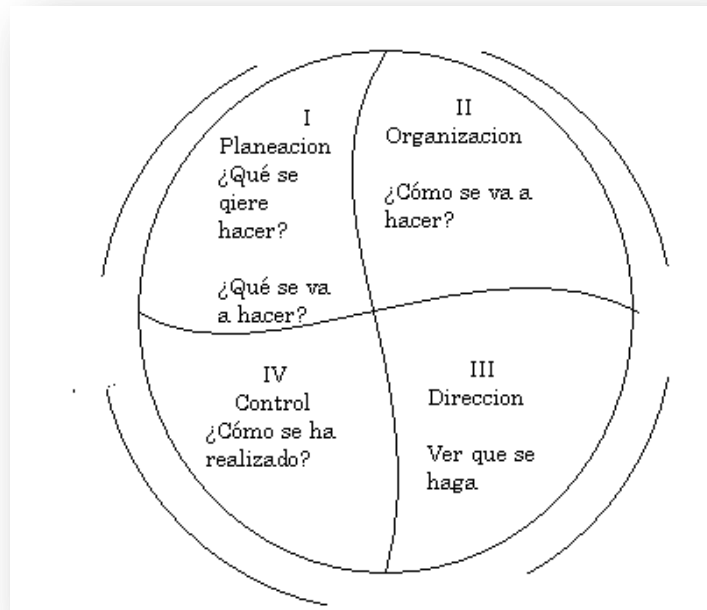 I
Planeacion
¿Qué se
qiere
hacer?
¿Qué se va
a hacer?
II
Organizacion
¿Cómo se va a
hacer?
III
Direccion
Ver que se
haga
IV
Control
¿Cómo se ha
realizado?